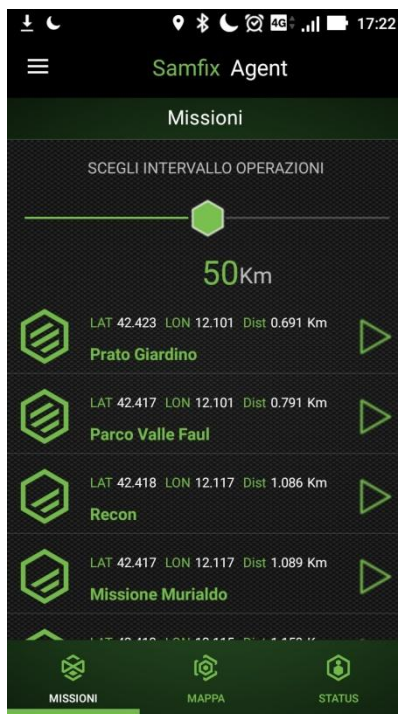 4G 17:22
Samfix Agent
Missioni
SCEGLI INTERVALLO OPERAZIONI
50Km
LAT 42.423 LON 12.101 Dist 0.691 Km
Prato Giardino
LAT 42.417 LON 12.101 Dist 0.791 Km
Parco Valle Faul
LAT 42.418 LON 12.117 Dist 1.086 Km
Recon
LAT 42.417 LON 12.117 Dist 1.089 Km
Missione Murialdo
MISSIONI MAPPA STATUS